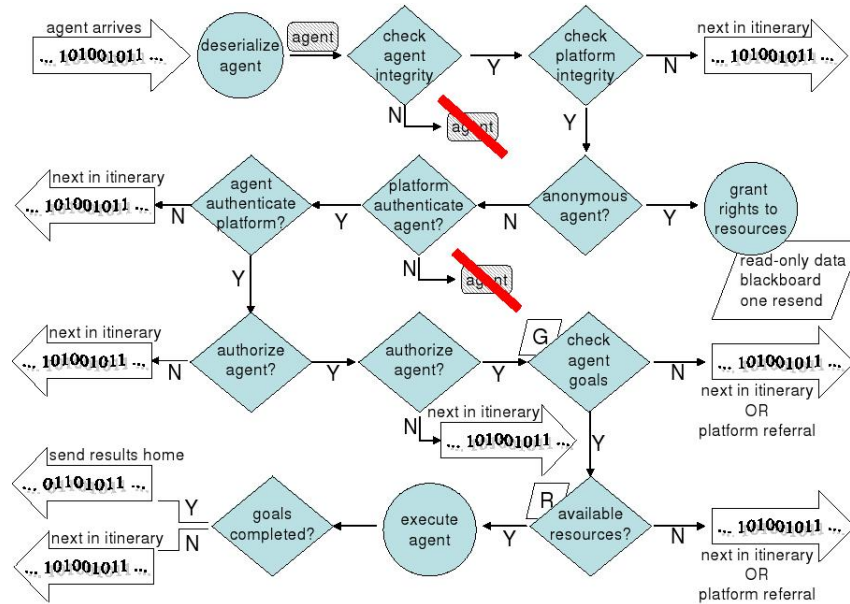 agent arrives
... 101001011 ...
deserialize
agent
agent
check
agent
integrity
Y
N
agent
check
platform
integrity
N
Y
next in itinerary
... 101001011 ...
next in itinerary
... 101001011 ...
N
agent
authenticate
platform?
Y
Y
platform
authenticate
agent?
N
agent
N
anonymous
agent?
Y
grant
rights to
resources
read-only data
blackboard
one resend
next in itinerary
... 101001011 ...
N
authorize
agent?
Y
authorize
agent?
Y
N
next in itinerary
... 101001011 ...
G
check
agent
goals
N
Y
... 101001011 ...
next in itinerary
OR
platform referral
send results home
... 01101011 ...
Y
N
next in itinerary
... 101001011 ...
goals
completed?
execute
agent
Y
R
available
resources?
N
... 101001011 ...
next in itinerary
OR
platform referral